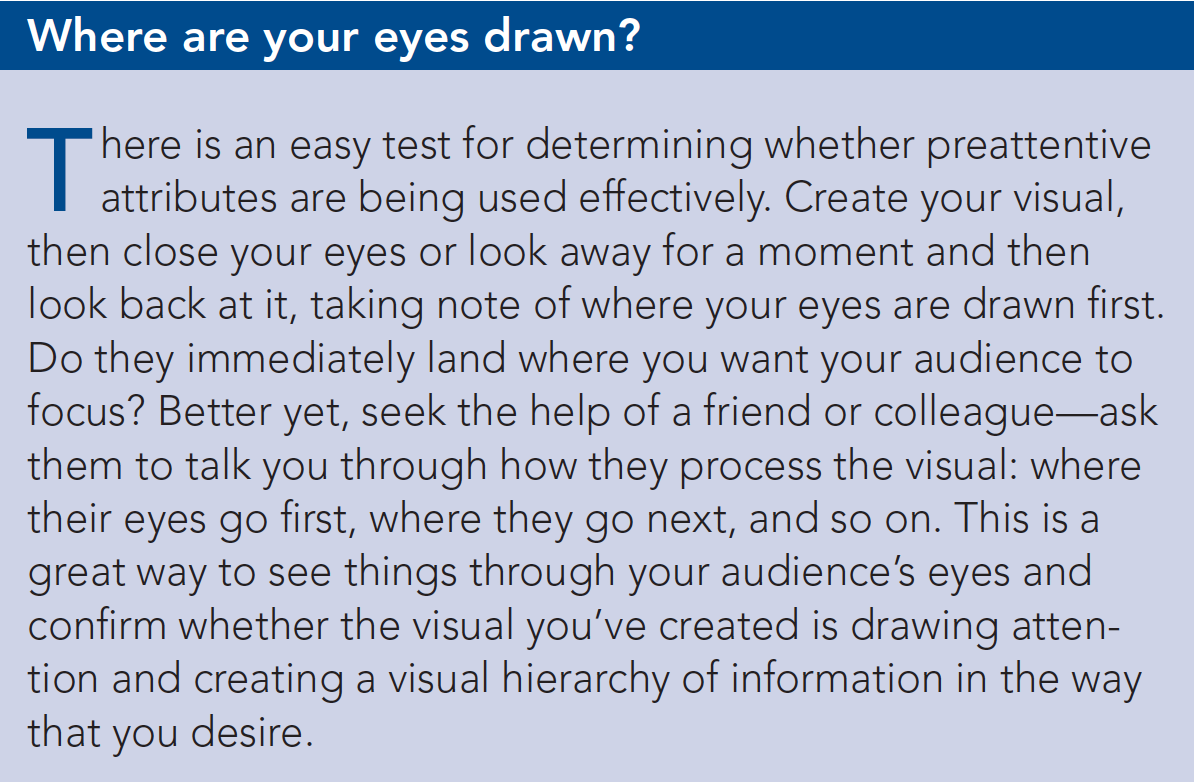 Where are your eyes drawn?
There is an easy test for determining whether preattentive
attributes are being used effectively. Create your visual,
then close your eyes or look away for a moment and then
look back at it, taking note of where your eyes are drawn first.
Do they immediately land where you want your audience to
focus? Better yet, seek the help of a friend or colleague—ask
them to talk you through how they process the visual: where
their eyes go first, where they go next, and so on. This is a
great way to see things through your audience’s eyes and
confirm whether the visual you’ve created is drawing atten-
tion and creating a visual hierarchy of information in the way
that you desire.